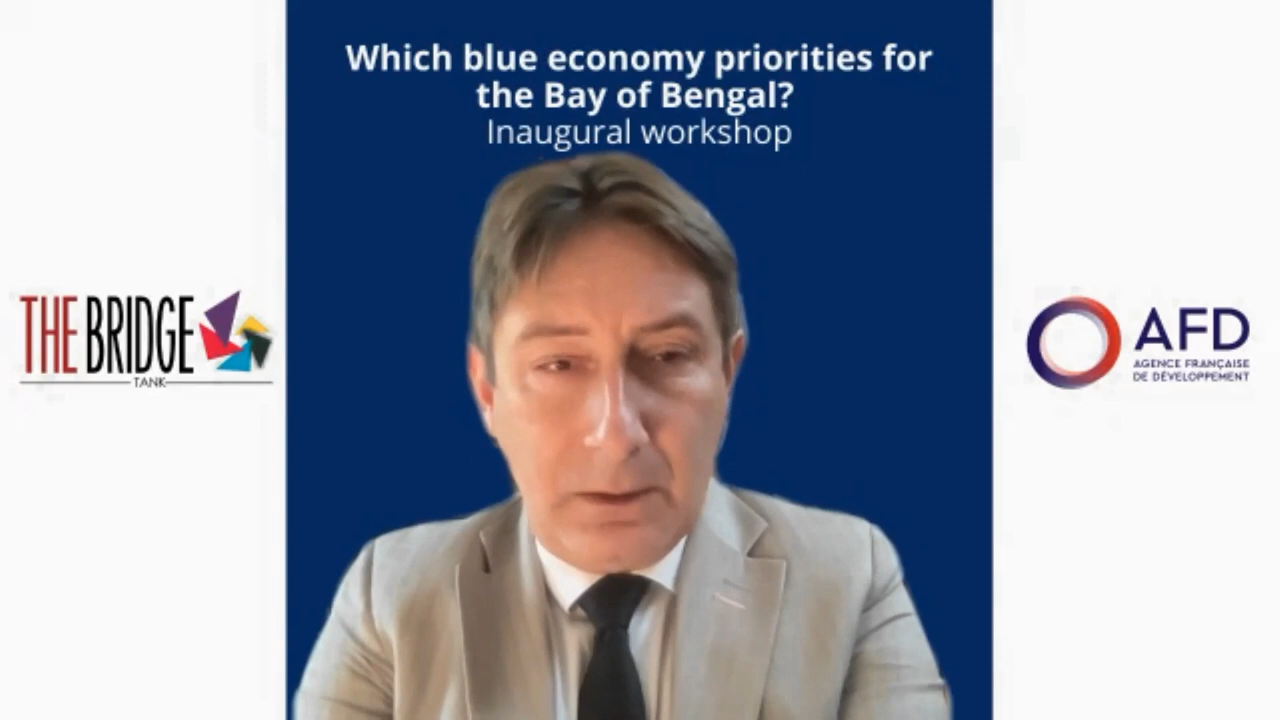 Which blue economy priorities for
the Bay of Bengal?
Inaugural workshop
THE BRIDGE
TANK
AFD
AGENCE FRANÇAISE
DE DÉVELOPPEMENT